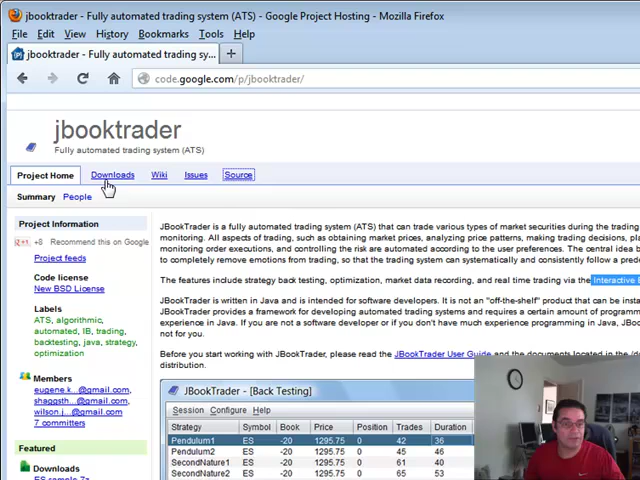 jbooktrader - Fully automated trading system (ATS) - Google Project Hosting - Mozilla Firefox
File Edit View History Bookmarks Tools Help
jbooktrader - Fully automated trading sy...
code.google.com/p/jbooktrader/
jbooktrader
Fully automated trading system (ATS)
Project Home Downloads Wiki Issues Source
Summary People
Project Information
+8 Recommend this on Google
Project feeds
Code license
New BSD License
Labels
ATS, algorithmic,
automated, IB, trading,
backtesting, java, strategy,
optimization
Members
eugene.k...@gmail.com,
shaggsth...@gmail.com,
wilson.j...@gmail.com
7 committers
Featured
Downloads
ES sample.7z
JBookTrader is a fully automated trading system (ATS) that can trade various types of market securities during the trading
monitoring. All aspects of trading, such as obtaining market prices, analyzing price patterns, making trading decisions,
monitoring order executions, and controlling the risk are automated according to the user preferences. The central idea
to completely remove emotions from trading, so that the trading system can systematically and consistently follow a
The features include strategy back testing, optimization, market data recording, and real time trading via the Interactive
JBookTrader is written in Java and is intended for software developers. It is not an "off-the-shelf" product that can be
JBookTrader provides a framework for developing automated trading systems and requires a certain amount of
experience in Java. If you are not a software developer or if you don't have much experience programming in Java,
not for you.
Before you start working with JBookTrader, please read the JBookTrader User Guide and the documents located in the
distribution.
JBookTrader - [Back Testing]
Session Configure Help
Strategy Symbol Book Price Position Trades Duration
Pendulum1 ES -20 1295.75 0 42 36
Pendulum2 ES -20 1295.75 0 45 46
SecondNature1 ES -20 1295.75 0 61 40
SecondNature2 ES -20 1295.75 0 65 53